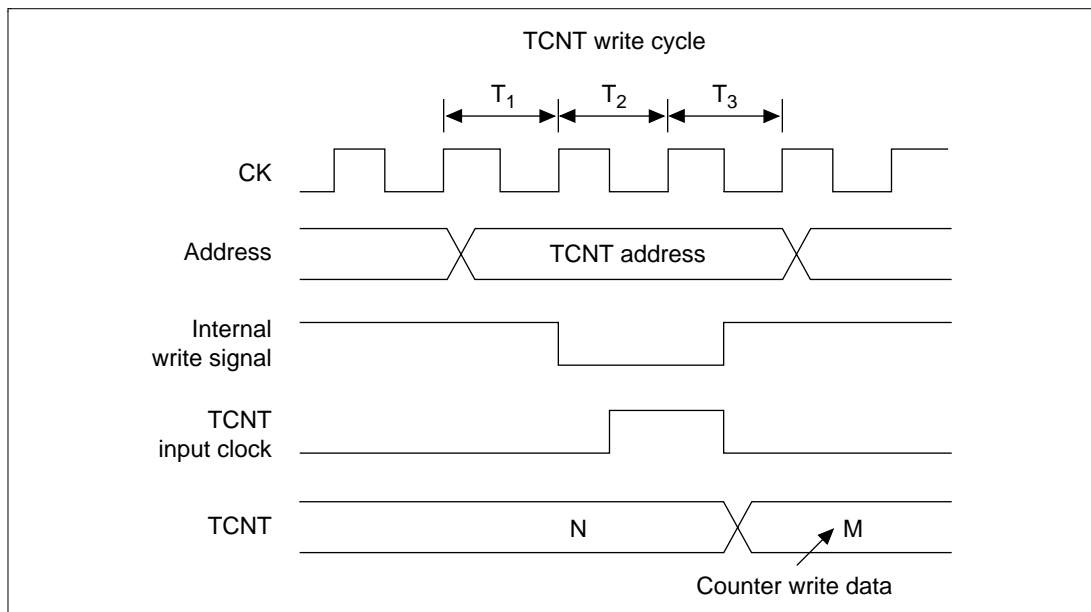 TCNT write cycle
T1 T2 T3
CK
Address
TCNT address
Internal
write signal
TCNT
input clock
TCNT
N
M
Counter write data